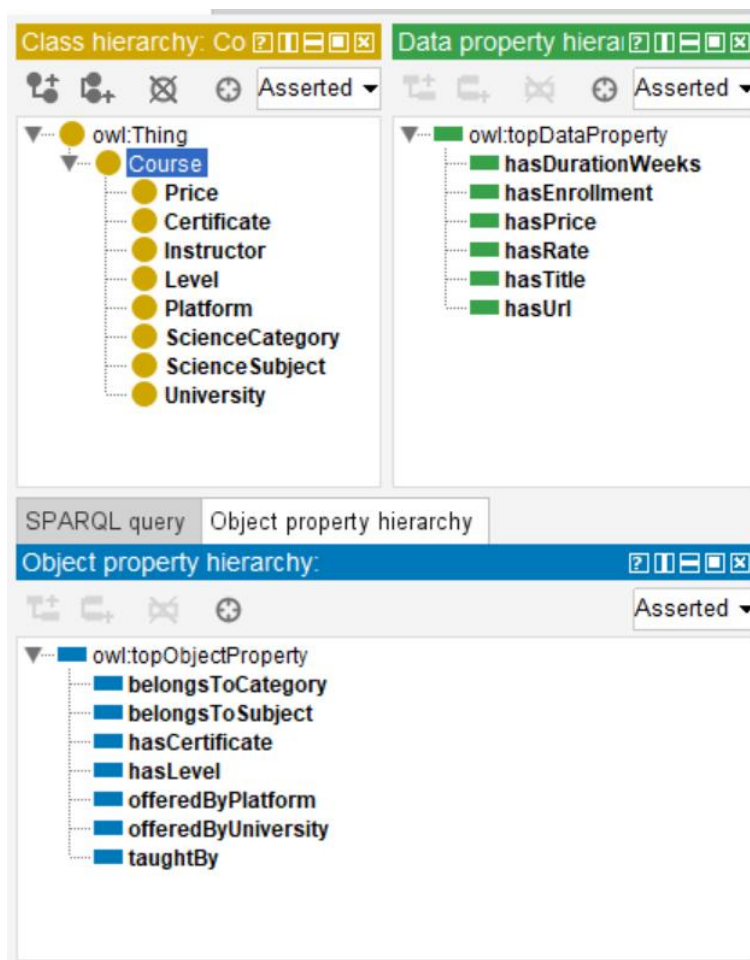 Class hierarchy: Co
Asserted
owl:Thing
Course
Price
Certificate
Instructor
Level
Platform
ScienceCategory
ScienceSubject
University
Data property hierar
Asserted
owl:topDataProperty
hasDurationWeeks
hasEnrollment
hasPrice
hasRate
hasTitle
hasUrl
SPARQL query
Object property hierarchy
Object property hierarchy:
Asserted
owl:topObjectProperty
belongsToCategory
belongsToSubject
hasCertificate
hasLevel
offeredByPlatform
offeredByUniversity
taughtBy